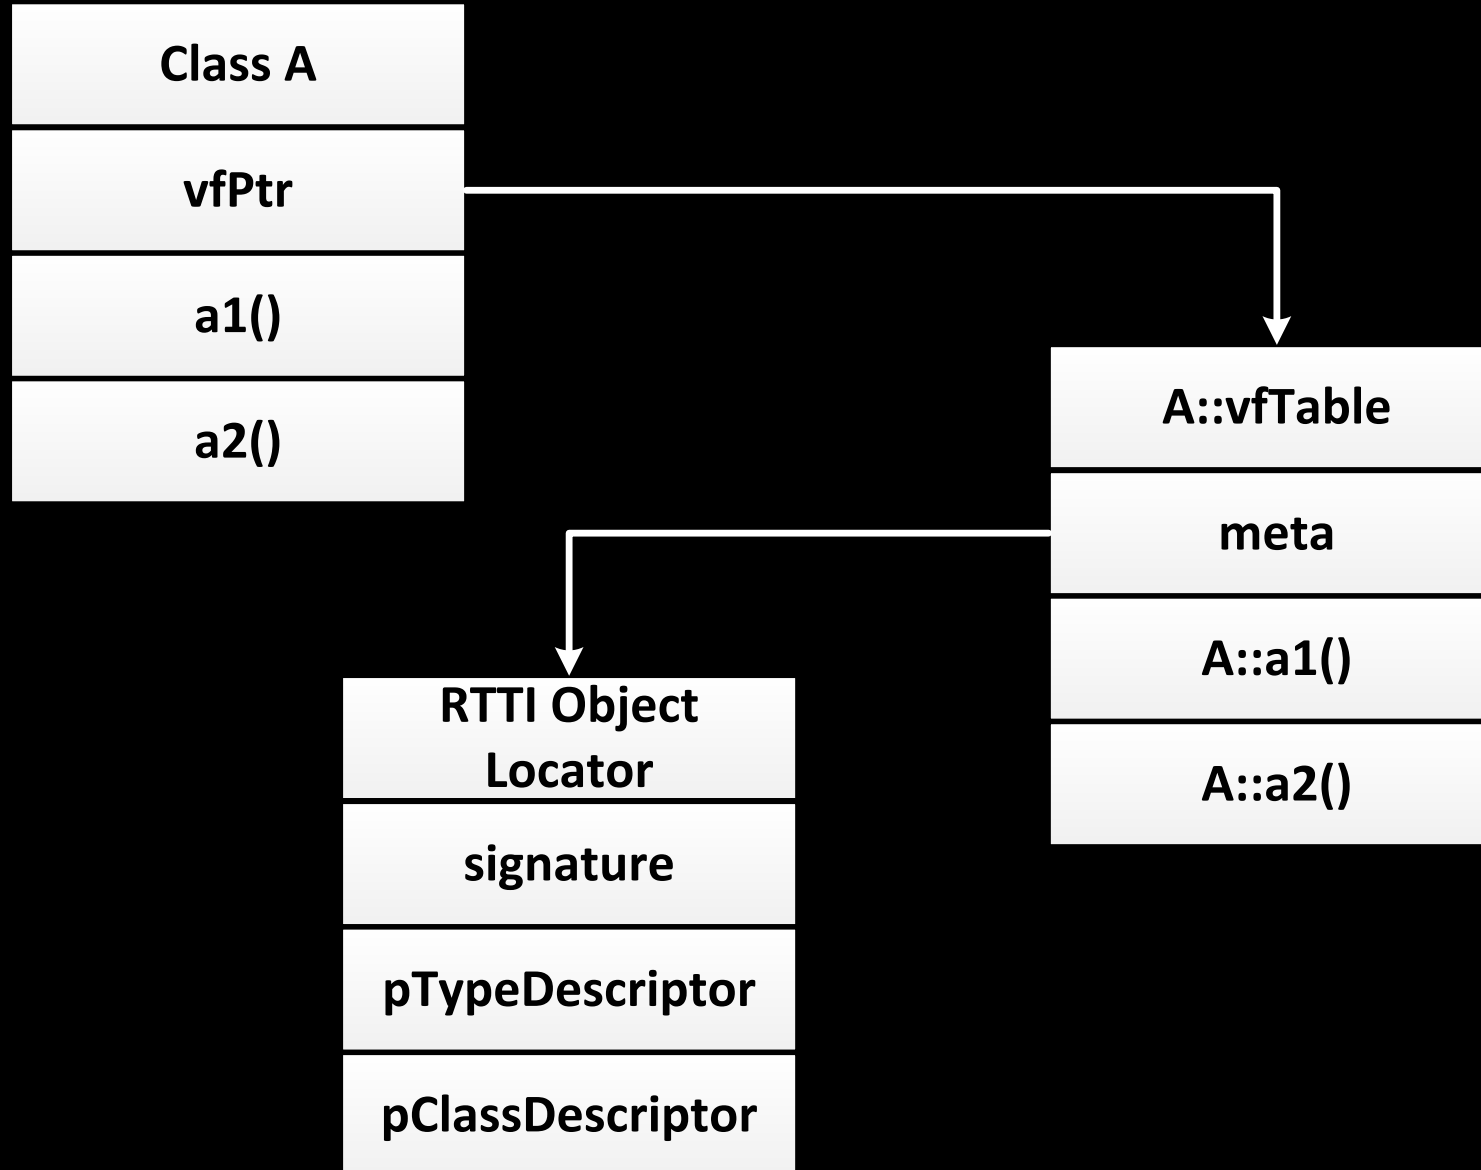 Class A
vfPtr
a1()
a2()
A::vfTable
meta
A::a1()
A::a2()
RTTI Object
Locator
signature
pTypeDescriptor
pClassDescriptor